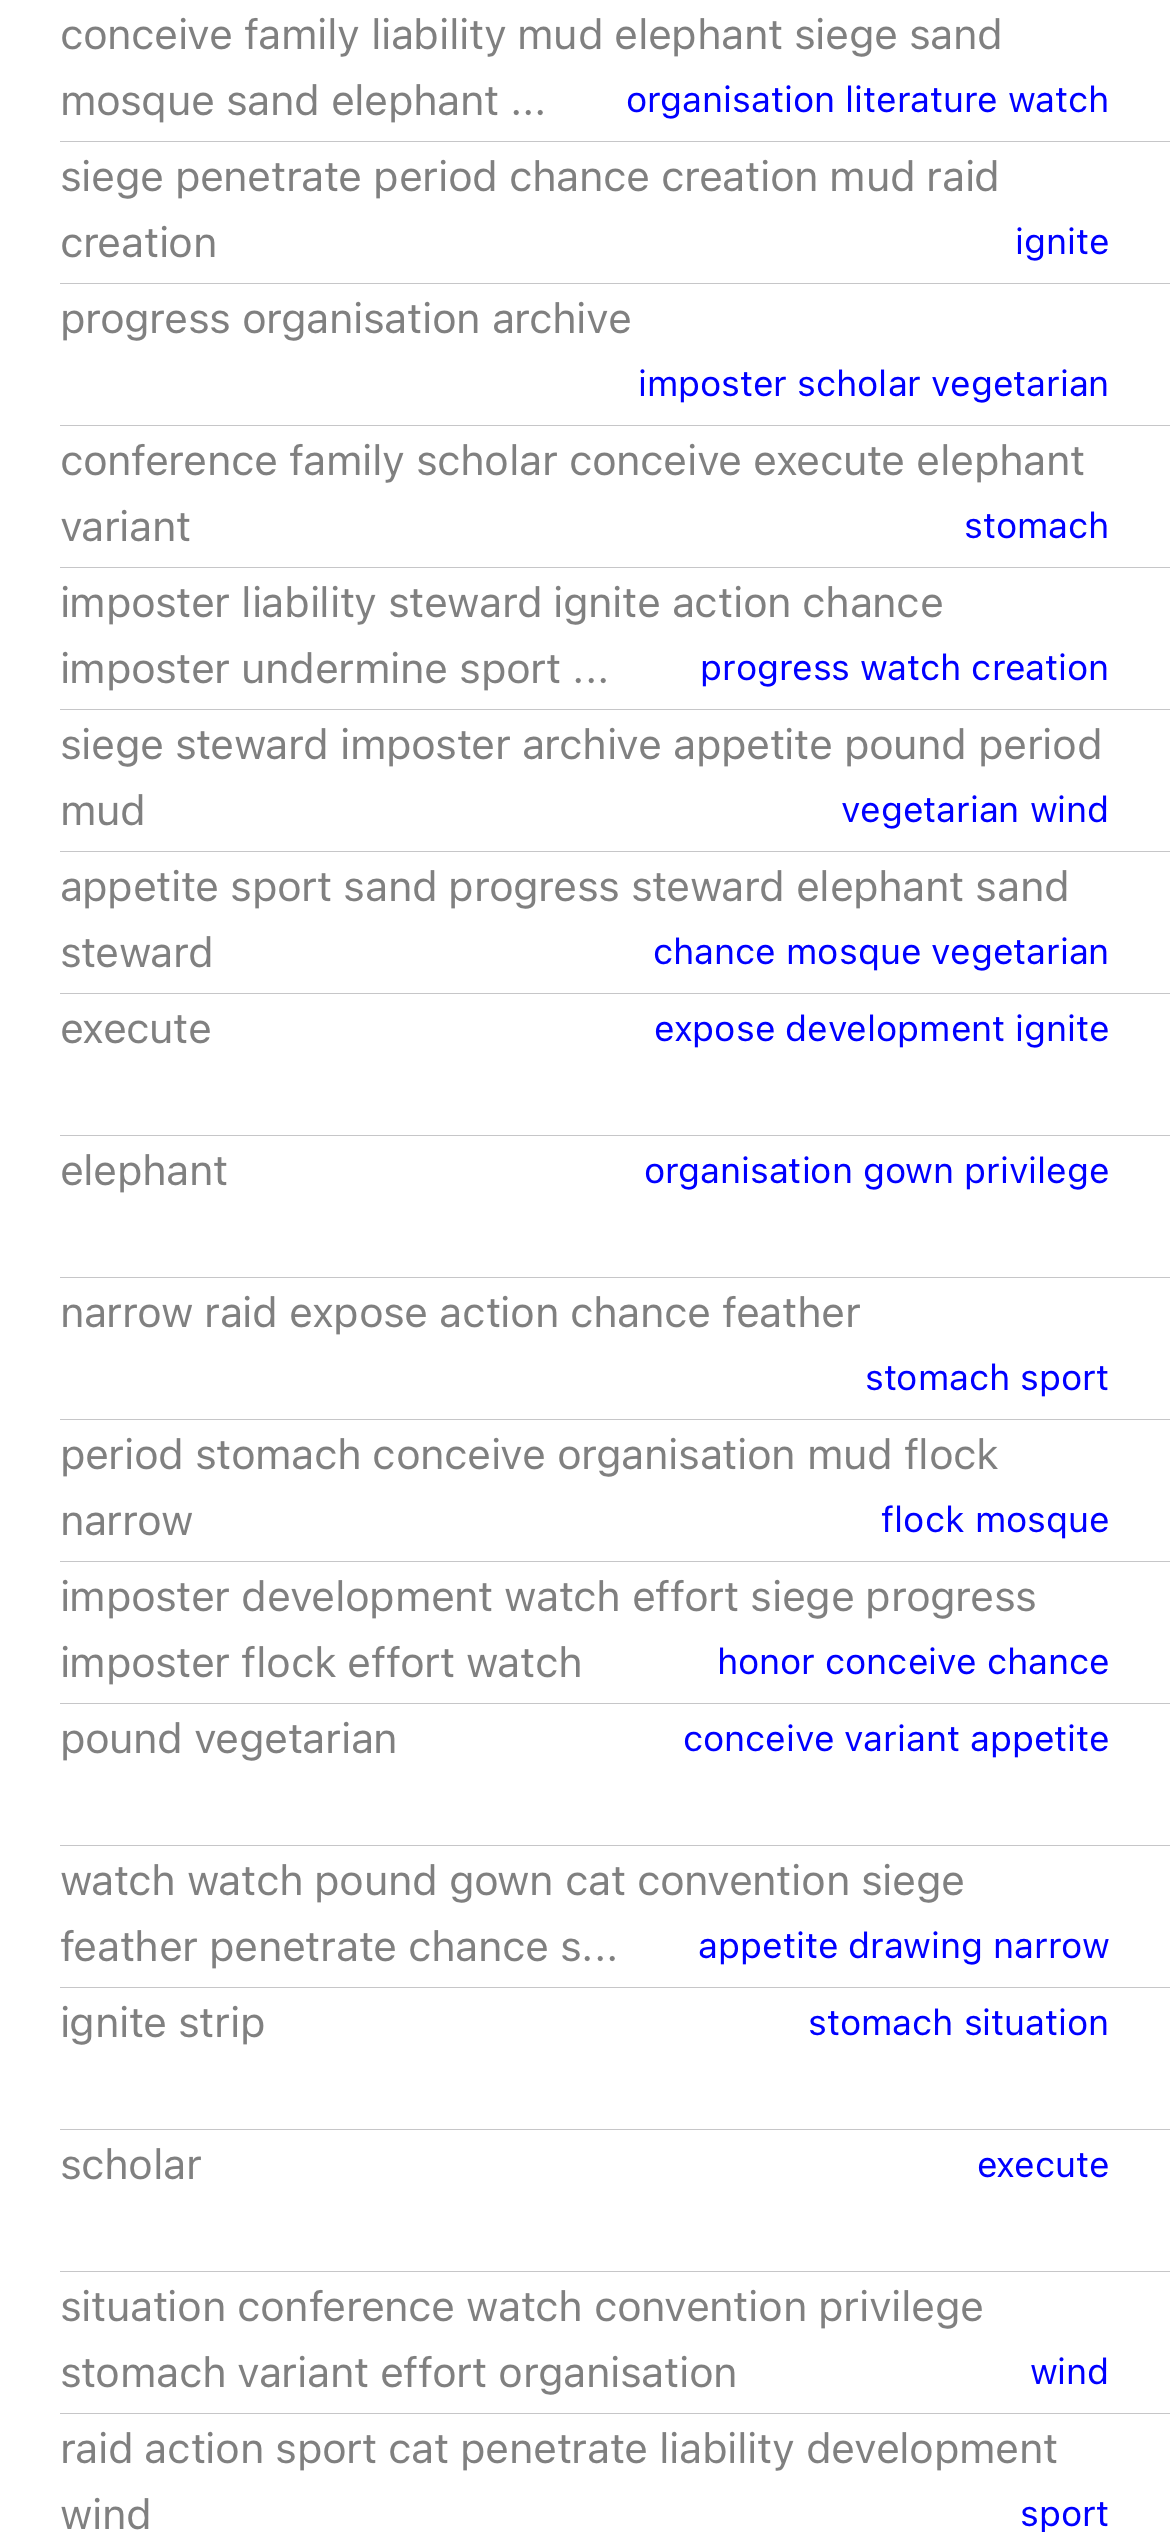 conceive family liability mud elephant siege sand
mosque sand elephant ... organisation literature watch
siege penetrate period chance creation mud raid
creation ignite
progress organisation archive
imposter scholar vegetarian
conference family scholar conceive execute elephant
variant stomach
imposter liability steward ignite action chance
imposter undermine sport ... progress watch creation
siege steward imposter archive appetite pound period
mud vegetarian wind
appetite sport sand progress steward elephant sand
steward chance mosque vegetarian
execute expose development ignite
elephant organisation gown privilege
narrow raid expose action chance feather
stomach sport
period stomach conceive organisation mud flock
narrow flock mosque
imposter development watch effort siege progress
imposter flock effort watch honor conceive chance
pound vegetarian conceive variant appetite
watch watch pound gown cat convention siege
feather penetrate chance s... appetite drawing narrow
ignite strip stomach situation
scholar execute
situation conference watch convention privilege
stomach variant effort organisation wind
raid action sport cat penetrate liability development
wind sport